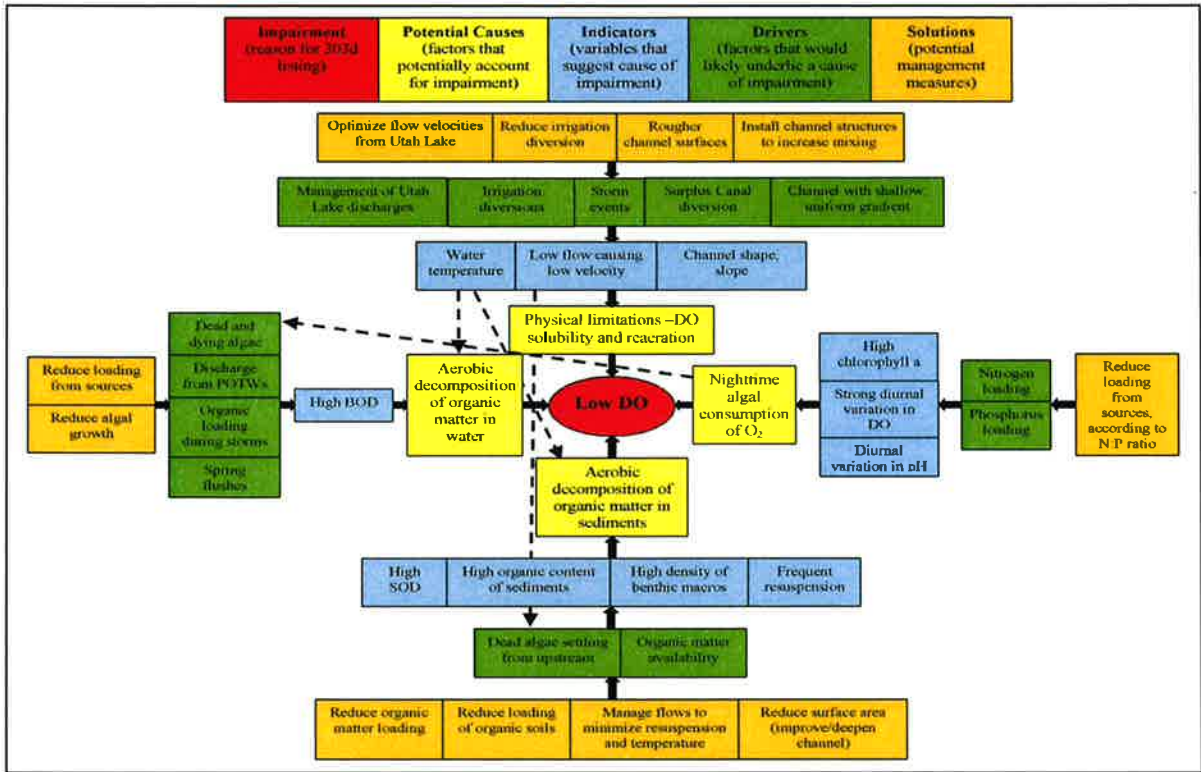 Impairment
(reason for 303d
listing)
Potential Causes
(factors that
potentially account
for impairment)
Indicators
(variables that
suggest cause of
impairment)
Drivers
(factors that would
likely underlie a cause
of impairment)
Solutions
(potential
management
measures)
Optimize flow velocities
from Utah Lake
Reduce irrigation
diversion
Rougher
channel surfaces
Install channel structures
to increase mixing
Management of Utah
Lake discharges
Irrigation
diversions
Storm
events
Surplus Canal
diversion
Channel with shallow,
uniform gradient
Water
temperature
Low flow causing
low velocity
Channel shape,
slope
Physical limitations –DO
solubility and reaeration
Reduce loading
from sources
Reduce algal
growth
Dead and
dying algae
Discharge
from POTWs
Organic
loading
during storms
Spring
flushes
High BOD
Aerobic
decomposition
of organic
matter in
water
Low DO
Nighttime
algal
consumption
of O2
High
chlorophyll a
Strong diurnal
variation in
DO
Diurnal
variation in pH
Nitrogen
loading
Phosphorus
loading
Reduce
loading
from
sources,
according to
N:P ratio
Aerobic
decomposition of
organic matter in
sediments
High
SOD
High organic content
of sediments
High density of
benthic macros
Frequent
resuspension
Dead algae settling
from upstream
Organic matter
availability
Reduce organic
matter loading
Reduce loading
of organic soils
Manage flows to
minimize resuspension
and temperature
Reduce surface area
(improve/deepen
channel)